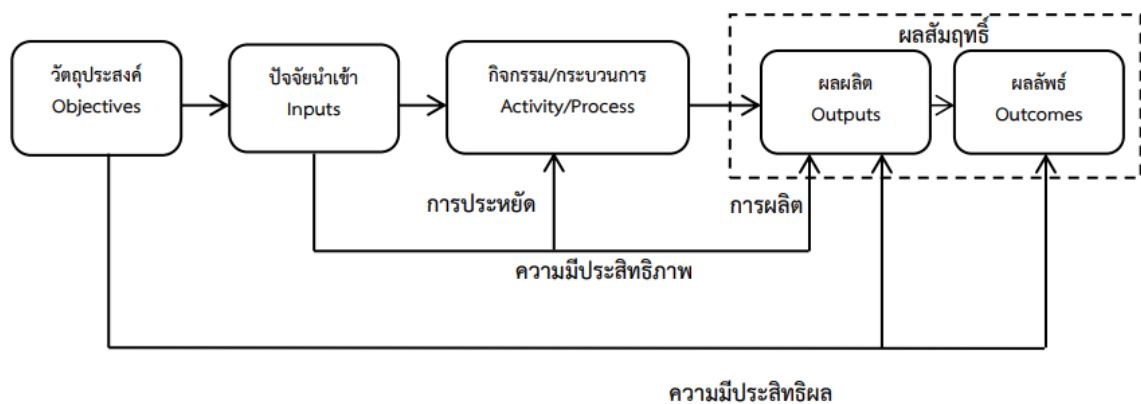 ผลสัมฤทธิ์
วัตถุประสงค์
Objectives
ปัจจัยนำเข้า
Inputs
กิจกรรม/กระบวนการ
Activity/Process
ผลผลิต
Outputs
ผลลัพธ์
Outcomes
การประหยัด
การผลิต
ความมีประสิทธิภาพ
ความมีประสิทธิผล